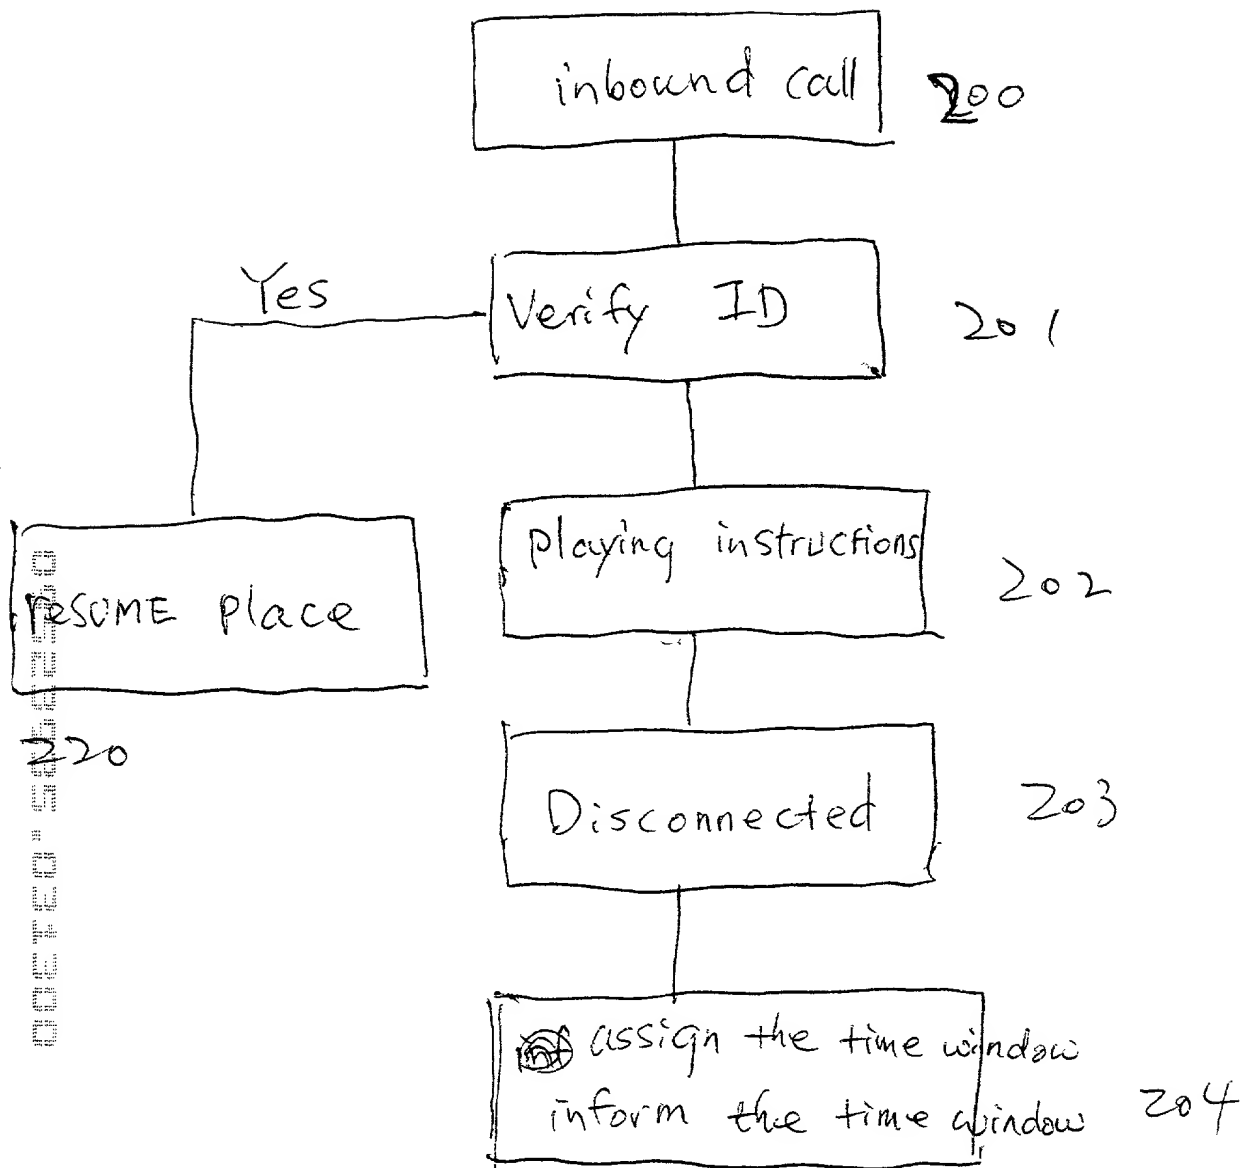 inbound call 200
Yes
Verify ID 201
playing instructions 202
resume place
220
Disconnected 203
assign the time window
inform the time window 204